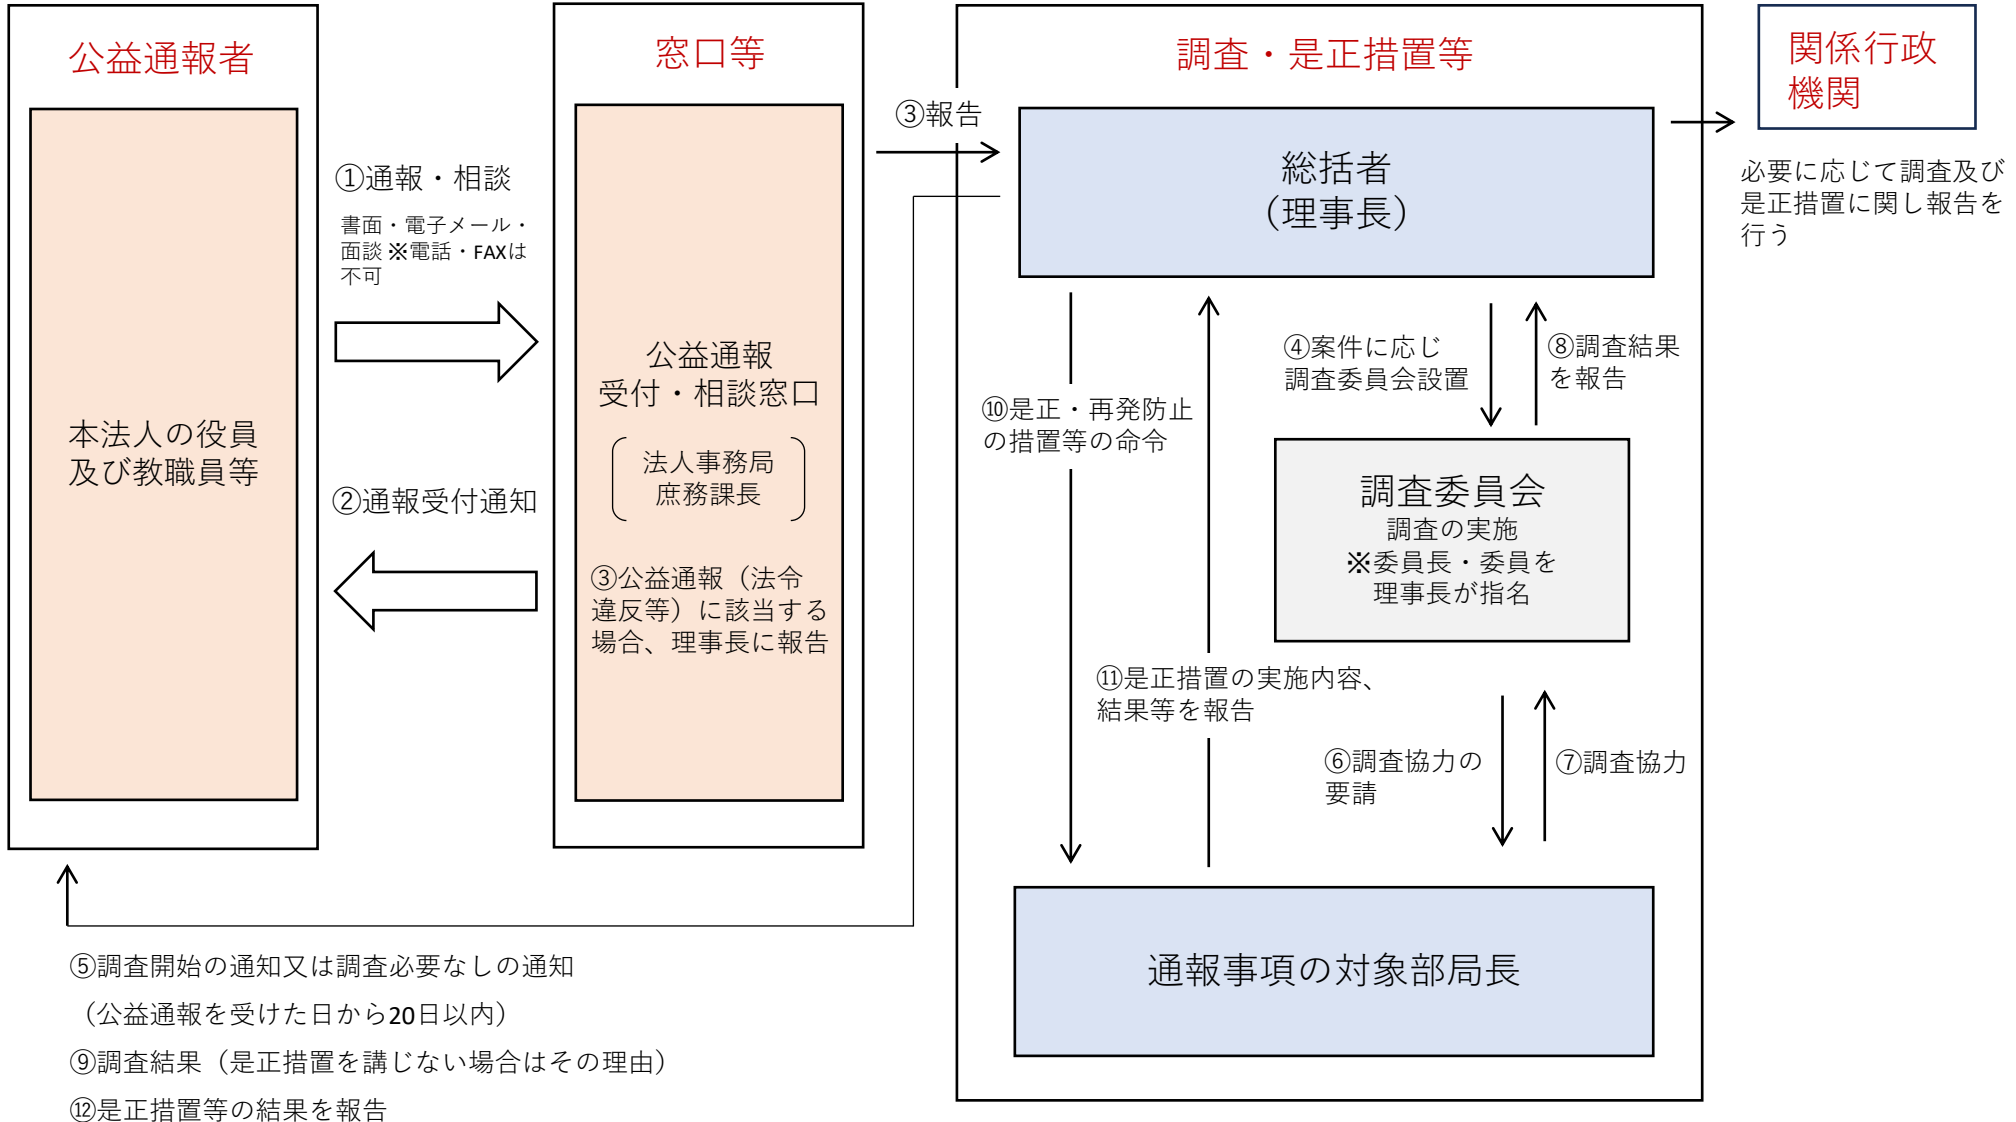 公益通報者
本法人の役員
及び教職員等
①通報・相談
書面・電子メール・
面談 ※電話・FAXは
不可
②通報受付通知
窓口等
公益通報
受付・相談窓口
法人事務局
庶務課長
③公益通報（法令
違反等）に該当する
場合、理事長に報告
③報告
調査・是正措置等
総括者
（理事長）
④案件に応じ
調査委員会設置
⑧調査結果
を報告
⑩是正・再発防止
の措置等の命令
調査委員会
調査の実施
※委員長・委員を
理事長が指名
⑪是正措置の実施内容、
結果等を報告
⑥調査協力の
要請
⑦調査協力
通報事項の対象部局長
関係行政
機関
必要に応じて調査及び
是正措置に関し報告を
行う
⑤調査開始の通知又は調査必要なしの通知
（公益通報を受けた日から20日以内）
⑨調査結果（是正措置を講じない場合はその理由）
⑫是正措置等の結果を報告